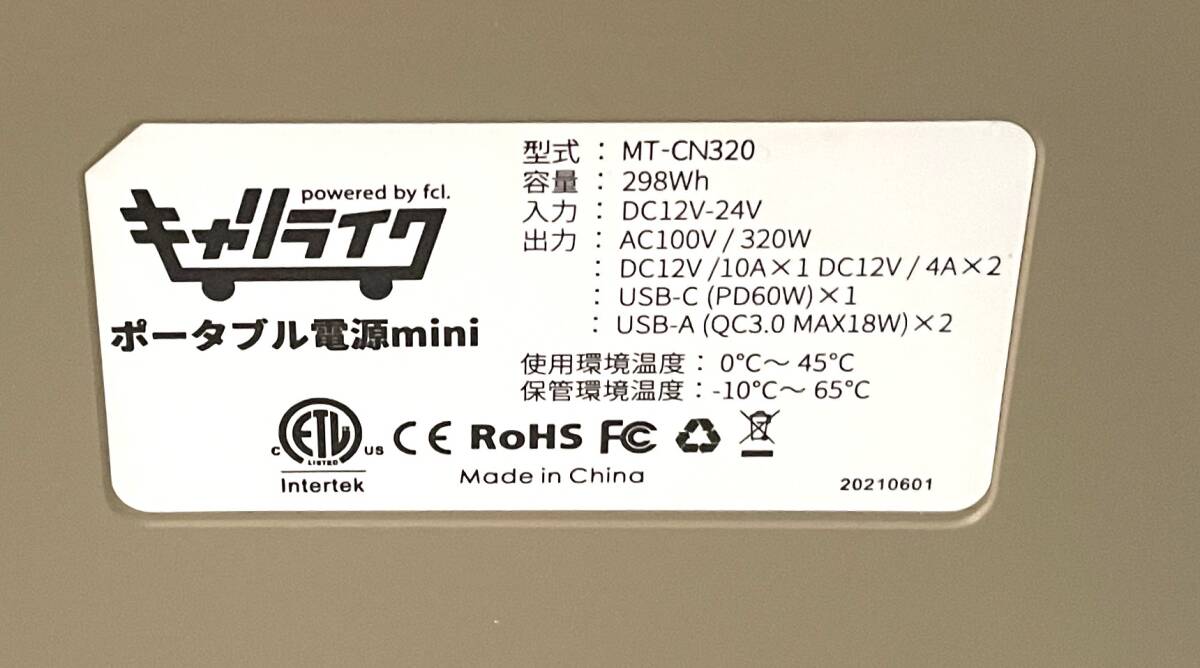 powered by fcl.
キャリライク
ポータブル電源mini
型式 : MT-CN320
容量 : 298Wh
入力 : DC12V-24V
出力 : AC100V / 320W
: DC12V /10A×1 DC12V / 4A×2
: USB-C (PD60W)×1
: USB-A (QC3.0 MAX18W)×2
使用環境温度 : 0°C~ 45°C
保管環境温度 : -10°C~ 65°C
C ETL US CE RoHS FC
LISTED
Intertek
Made in China
20210601